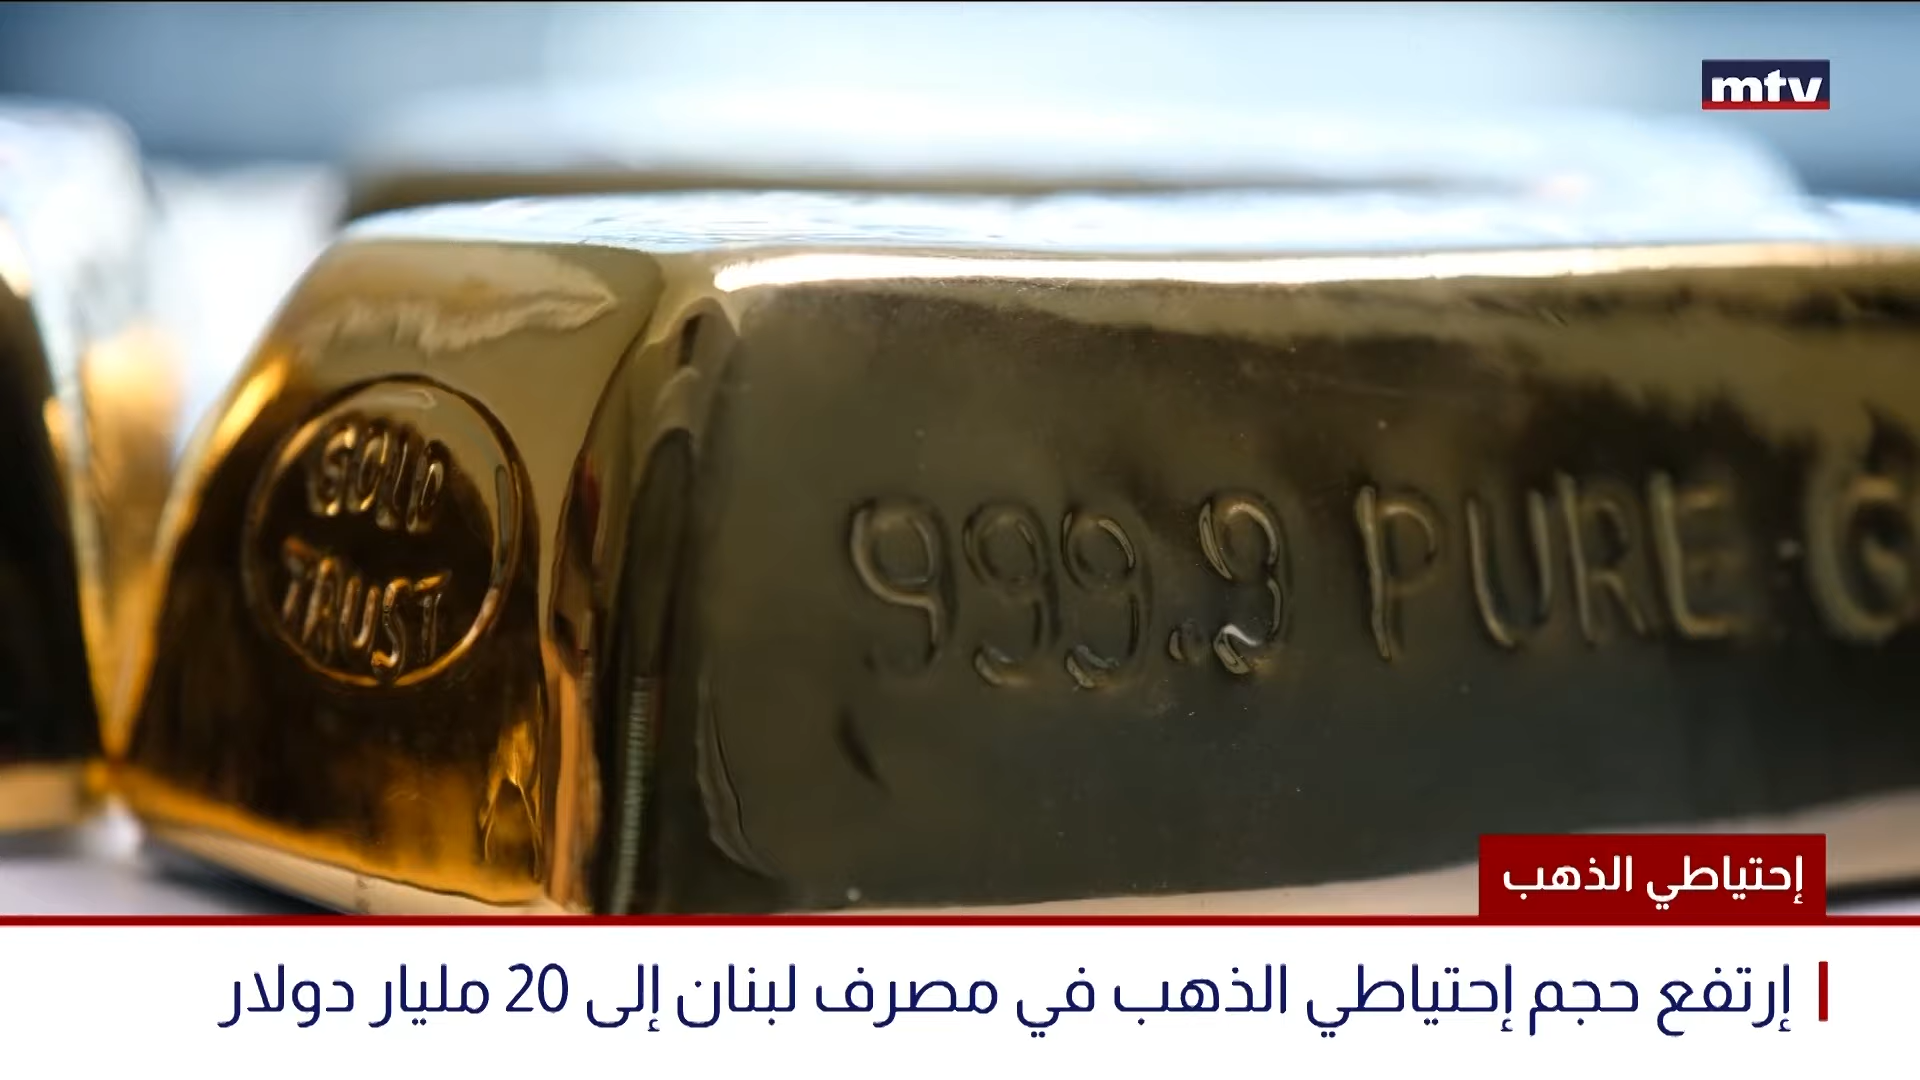 mtv
GOLD
TRUST
999.9 PURE
إحتياطي الذهب
إرتفع حجم إحتياطي الذهب في مصرف لبنان إلى 20 مليار دولار